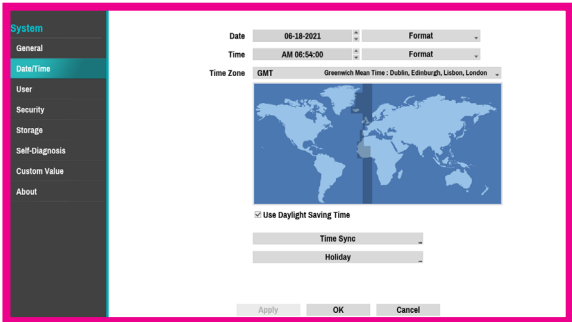 System
General
Date/Time
User
Security
Storage
Self-Diagnosis
Custom Value
About
Date 06-18-2021 Format
Time AM 06:54:00 Format
Time Zone GMT Greenwich Mean Time : Dublin, Edinburgh, Lisbon, London
Use Daylight Saving Time
Time Sync
Holiday
Apply OK Cancel